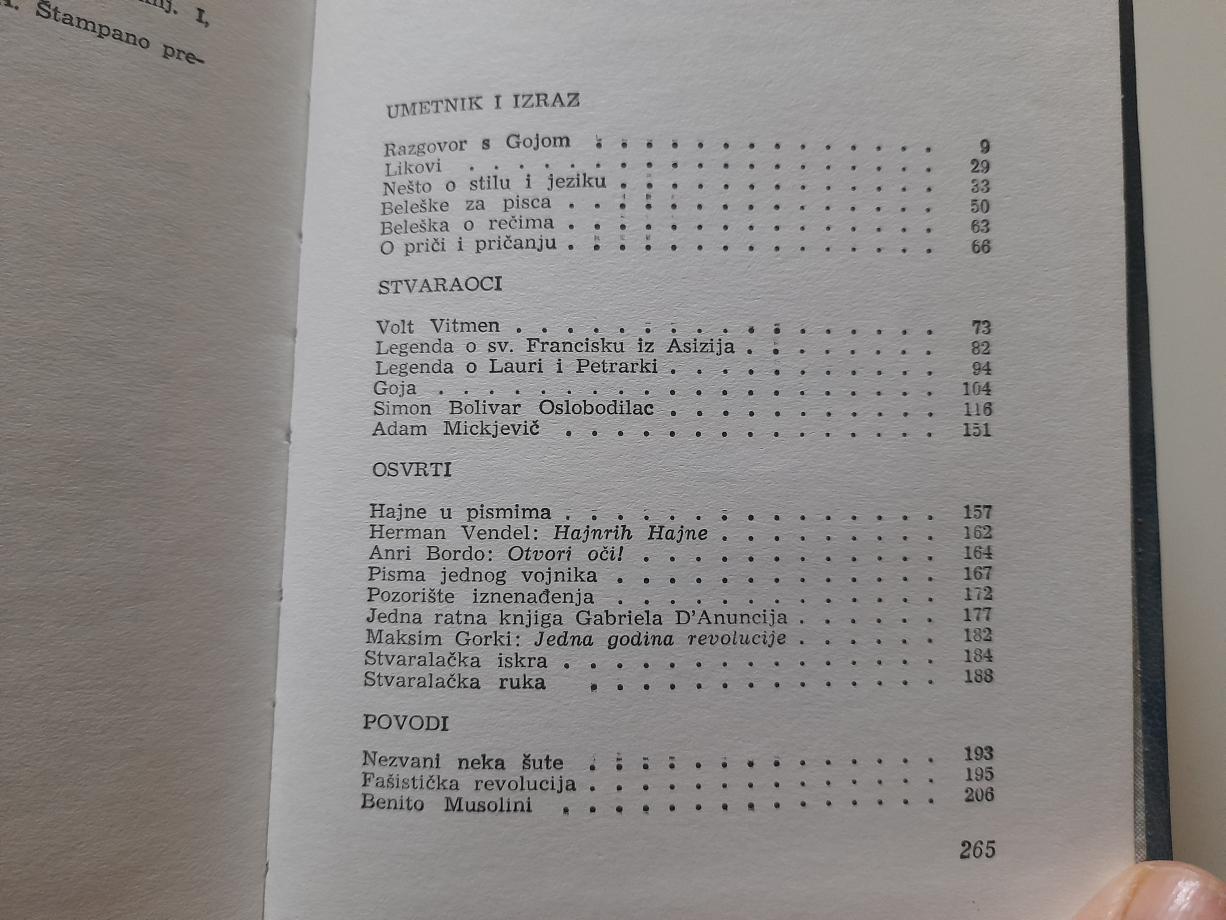 nj. I,
Štampano pre-
UMETNIK I IZRAZ
Razgovor s Gojom . . . . . . . . . . . . . . 9
Likovi . . . . . . . . . . . . . . . . . . . 29
Nešto o stilu i jeziku . . . . . . . . . . . . . 33
Beleške za pisca . . . . . . . . . . . . . . . 50
Beleška o rečima . . . . . . . . . . . . . . . 63
O priči i pričanju . . . . . . . . . . . . . . . 66
STVARAOCI
Volt Vitmen . . . . . . . . . . . . . . . . . 73
Legenda o sv. Francisku iz Asizija . . . . . . . . 82
Legenda o Lauri i Petrarki . . . . . . . . . . . 94
Goja . . . . . . . . . . . . . . . . . . . . 104
Simon Bolivar Oslobodilac . . . . . . . . . . . 116
Adam Mickjevič . . . . . . . . . . . . . . . 151
OSVRTI
Hajne u pismima . . . . . . . . . . . . . . . 157
Herman Vendel: Hajnrih Hajne . . . . . . . . . 162
Anri Bordo: Otvori oči! . . . . . . . . . . . . 164
Pisma jednog vojnika . . . . . . . . . . . . . 167
Pozorište iznenađenja . . . . . . . . . . . . . 172
Jedna ratna knjiga Gabriela D'Anuncija . . . . . . 177
Maksim Gorki: Jedna godina revolucije . . . . . . 182
Stvaralačka iskra . . . . . . . . . . . . . . . 184
Stvaralačka ruka . . . . . . . . . . . . . . 188
POVODI
Nezvani neka šute . . . . . . . . . . . . . . 193
Fašistička revolucija . . . . . . . . . . . . . . 195
Benito Musolini . . . . . . . . . . . . . . . 206
265